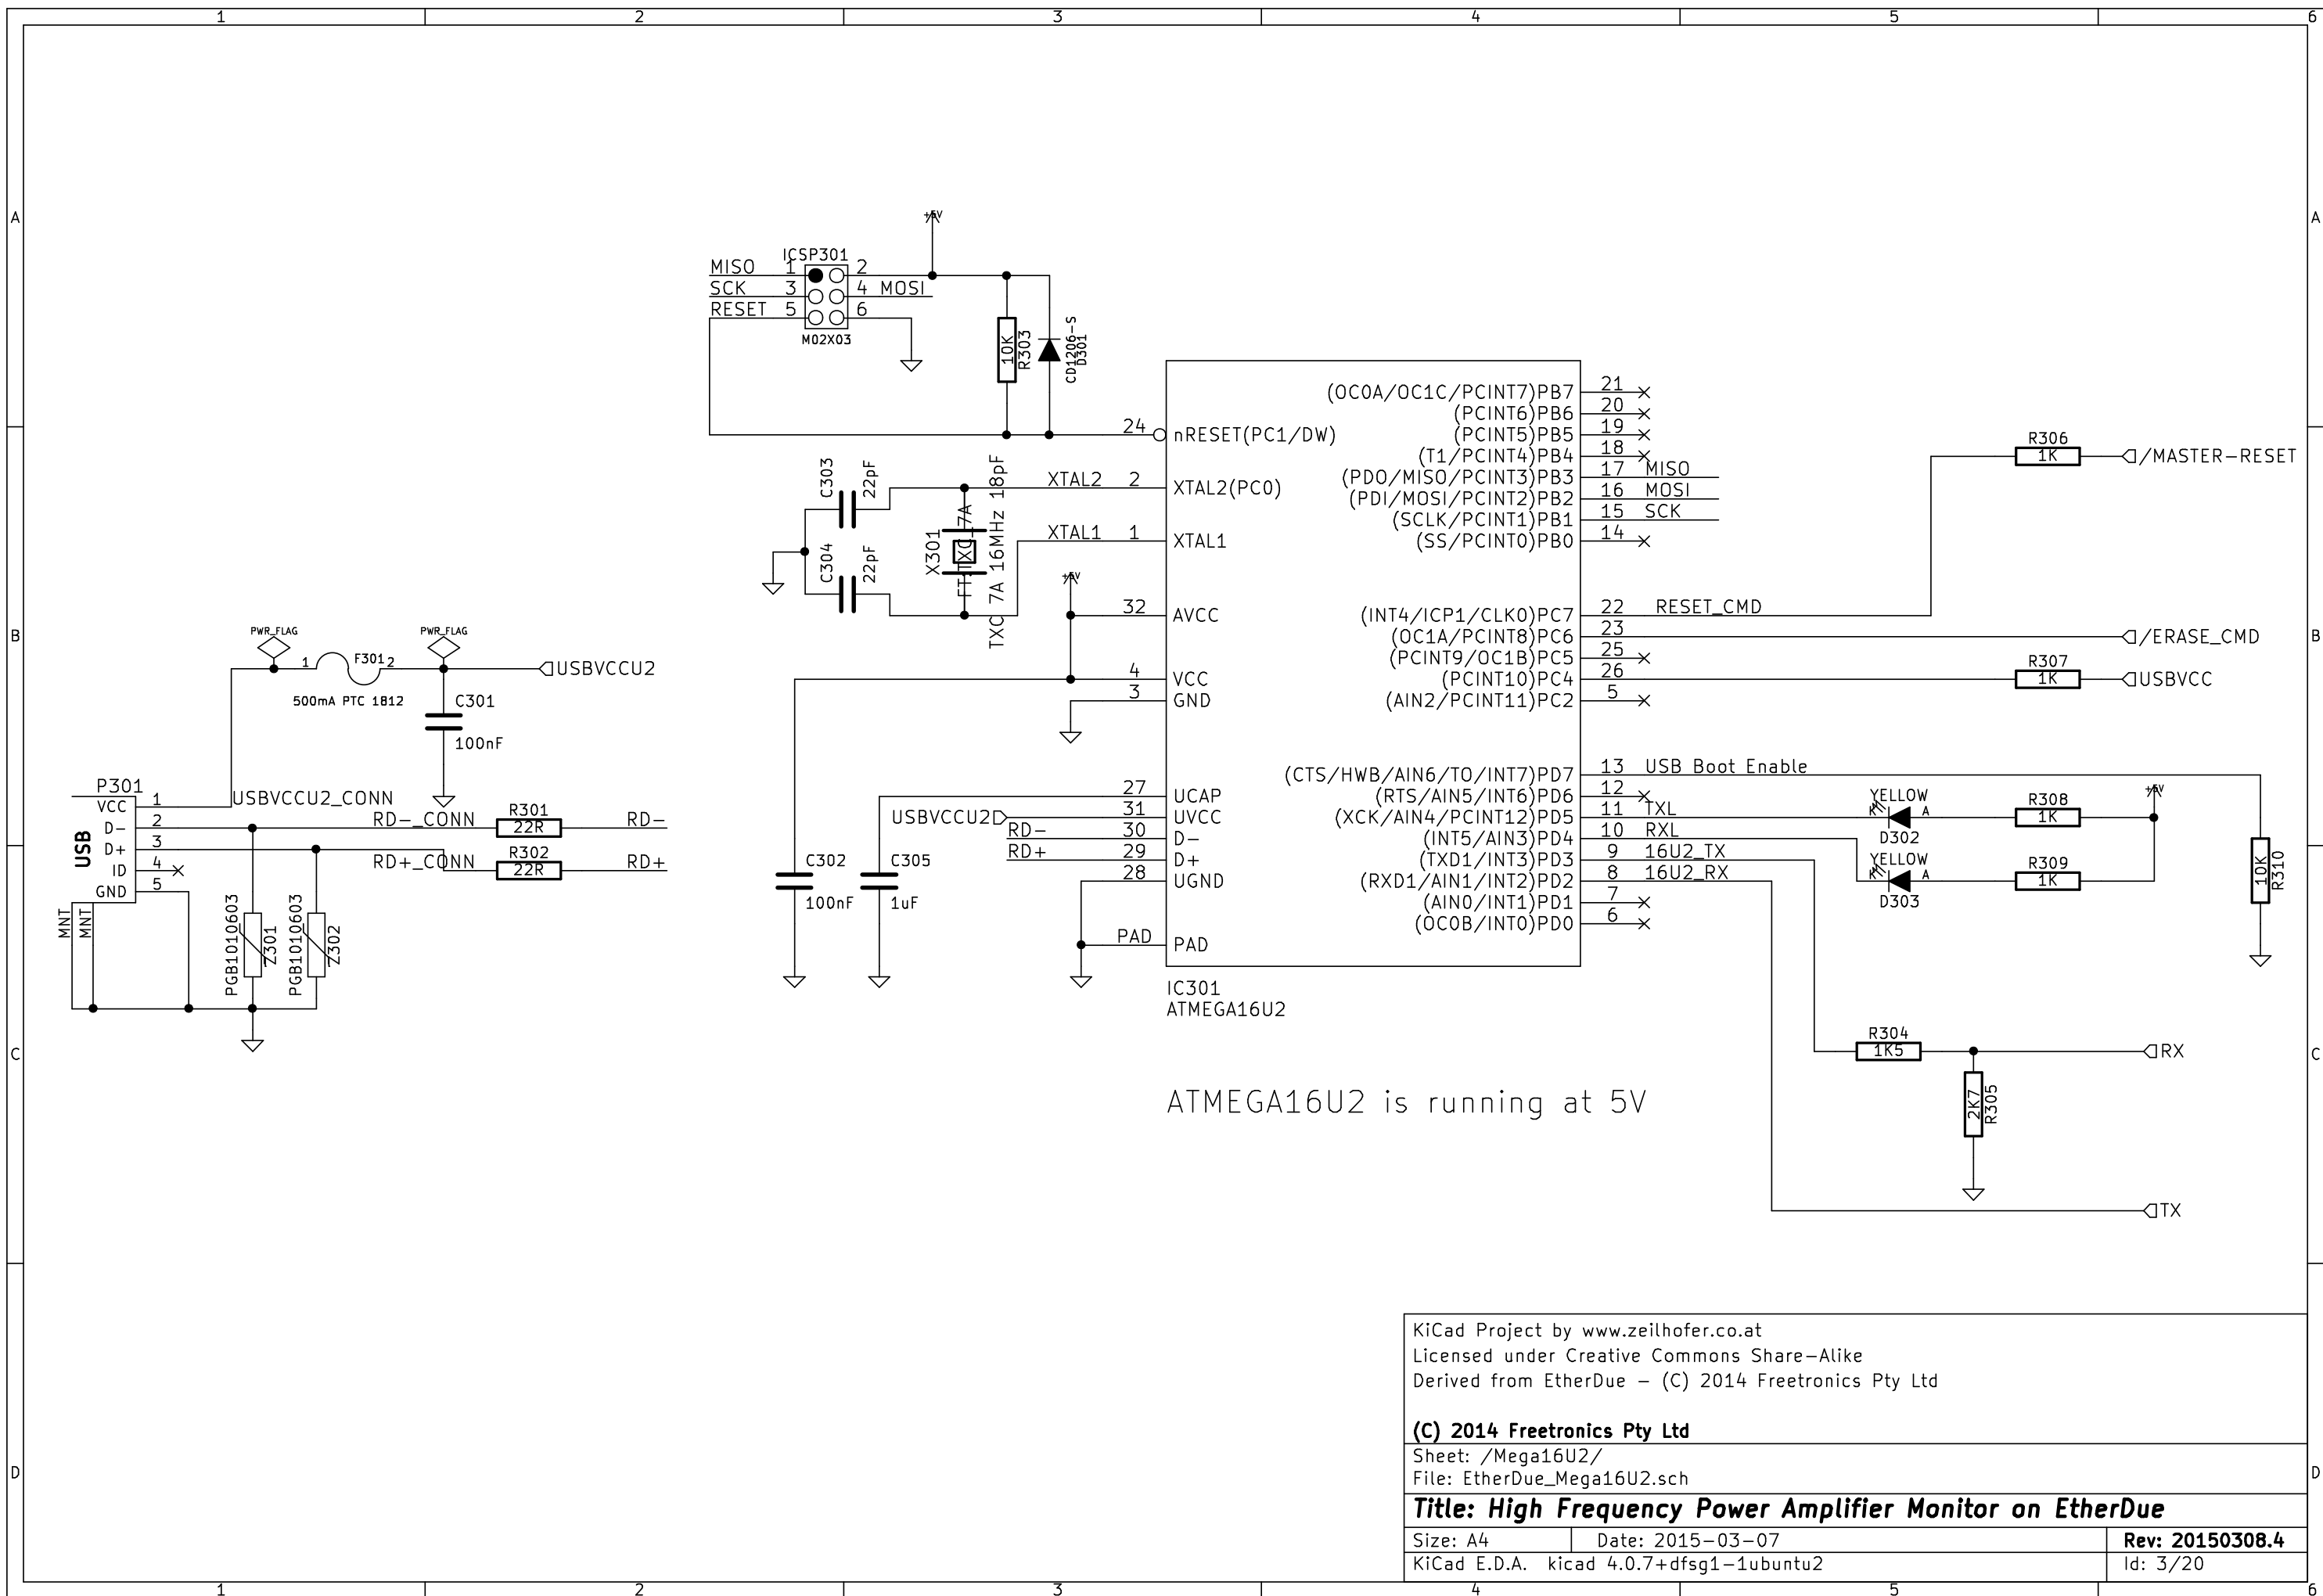 1 2 3 4 5 6
A A
B B
C C
D D
1 2 3 4 5 6
+5V
ICSP301
MISO 1 2
SCK 3 4 MOSI
RESET 5 6
M02X03
10K
R303
CD1206-S
D301
24 nRESET(PC1/DW)
XTAL2 2 XTAL2(PC0)
XTAL1 1 XTAL1
C303
22pF
C304
22pF
X301
FT:TXC_7A
TXC 7A 16MHz 18pF
+5V
32 AVCC
4 VCC
3 GND
27 UCAP
USBVCCU2 31 UVCC
RD- 30 D-
RD+ 29 D+
28 UGND
PAD PAD
C302
100nF
C305
1uF
(OC0A/OC1C/PCINT7)PB7 21
(PCINT6)PB6 20
(PCINT5)PB5 19
(T1/PCINT4)PB4 18
(PDO/MISO/PCINT3)PB3 17 MISO
(PDI/MOSI/PCINT2)PB2 16 MOSI
(SCLK/PCINT1)PB1 15 SCK
(SS/PCINT0)PB0 14
(INT4/ICP1/CLK0)PC7 22 RESET_CMD
(OC1A/PCINT8)PC6 23 /ERASE_CMD
(PCINT9/OC1B)PC5 25
(PCINT10)PC4 26 USBVCC
(AIN2/PCINT11)PC2 5
(CTS/HWB/AIN6/TO/INT7)PD7 13 USB Boot Enable
(RTS/AIN5/INT6)PD6 12
(XCK/AIN4/PCINT12)PD5 11 TXL
(INT5/AIN3)PD4 10 RXL
(TXD1/INT3)PD3 9 16U2_TX
(RXD1/AIN1/INT2)PD2 8 16U2_RX
(AIN0/INT1)PD1 7
(OC0B/INT0)PD0 6
IC301
ATMEGA16U2
R306
1K
/MASTER-RESET
R307
1K
YELLOW
K A
D302
R308
1K
+5V
YELLOW
K A
D303
R309
1K
10K
R310
R304
1K5
RX
2K7
R305
TX
ATMEGA16U2 is running at 5V
PWR_FLAG PWR_FLAG
1 F301 2
USBVCCU2
500mA PTC 1812
C301
100nF
P301
USB
VCC 1 USBVCCU2_CONN
D- 2 RD-_CONN R301 22R RD-
D+ 3 RD+_CONN R302 22R RD+
ID 4
GND 5
MNT
MNT
PGB1010603
Z301
PGB1010603
Z302
KiCad Project by www.zeilhofer.co.at
Licensed under Creative Commons Share-Alike
Derived from EtherDue - (C) 2014 Freetronics Pty Ltd
(C) 2014 Freetronics Pty Ltd
Sheet: /Mega16U2/
File: EtherDue_Mega16U2.sch
Title: High Frequency Power Amplifier Monitor on EtherDue
Size: A4 Date: 2015-03-07 Rev: 20150308.4
KiCad E.D.A. kicad 4.0.7+dfsg1-1ubuntu2 Id: 3/20